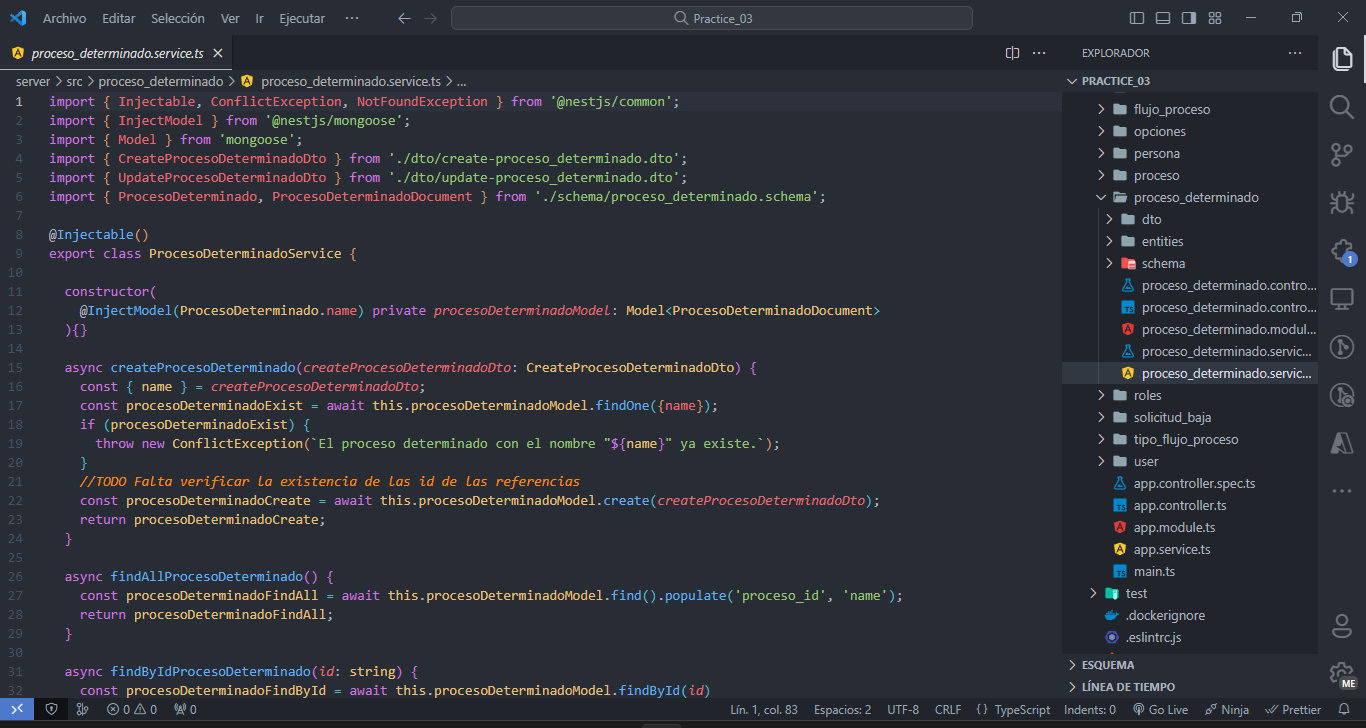 Archivo Editar Selección Ver Ir Ejecutar ... Practice_03
proceso_determinado.service.ts
server > src > proceso_determinado > proceso_determinado.service.ts > ...
1 import { Injectable, ConflictException, NotFoundException } from '@nestjs/common';
2 import { InjectModel } from '@nestjs/mongoose';
3 import { Model } from 'mongoose';
4 import { CreateProcesoDeterminadoDto } from './dto/create-proceso_determinado.dto';
5 import { UpdateProcesoDeterminadoDto } from './dto/update-proceso_determinado.dto';
6 import { ProcesoDeterminado, ProcesoDeterminadoDocument } from './schema/proceso_determinado.schema';
7
8 @Injectable()
9 export class ProcesoDeterminadoService {
10
11   constructor(
12     @InjectModel(ProcesoDeterminado.name) private procesoDeterminadoModel: Model<ProcesoDeterminadoDocument>
13   ){}
14
15   async createProcesoDeterminado(createProcesoDeterminadoDto: CreateProcesoDeterminadoDto) {
16     const { name } = createProcesoDeterminadoDto;
17     const procesoDeterminadoExist = await this.procesoDeterminadoModel.findOne({name});
18     if (procesoDeterminadoExist) {
19       throw new ConflictException(`El proceso determinado con el nombre "${name}" ya existe.`);
20     }
21     //TODO Falta verificar la existencia de las id de las referencias
22     const procesoDeterminadoCreate = await this.procesoDeterminadoModel.create(createProcesoDeterminadoDto);
23     return procesoDeterminadoCreate;
24   }
25
26   async findAllProcesoDeterminado() {
27     const procesoDeterminadoFindAll = await this.procesoDeterminadoModel.find().populate('proceso_id', 'name');
28     return procesoDeterminadoFindAll;
29   }
30
31   async findByIdProcesoDeterminado(id: string) {
32     const procesoDeterminadoFindById = await this.procesoDeterminadoModel.findById(id)
EXPLORADOR ...
PRACTICE_03
flujo_proceso
opciones
persona
proceso
proceso_determinado
dto
entities
schema
proceso_determinado.contro...
proceso_determinado.contro...
proceso_determinado.modul...
proceso_determinado.servic...
proceso_determinado.servic...
roles
solicitud_baja
tipo_flujo_proceso
user
app.controller.spec.ts
TS app.controller.ts
app.module.ts
app.service.ts
TS main.ts
test
.dockerignore
.eslintrc.js
ESQUEMA
LÍNEA DE TIEMPO
1
ME
0 0 0 Lín. 1, col. 83 Espacios: 2 UTF-8 CRLF {} TypeScript Indents: 0 Go Live Ninja Prettier